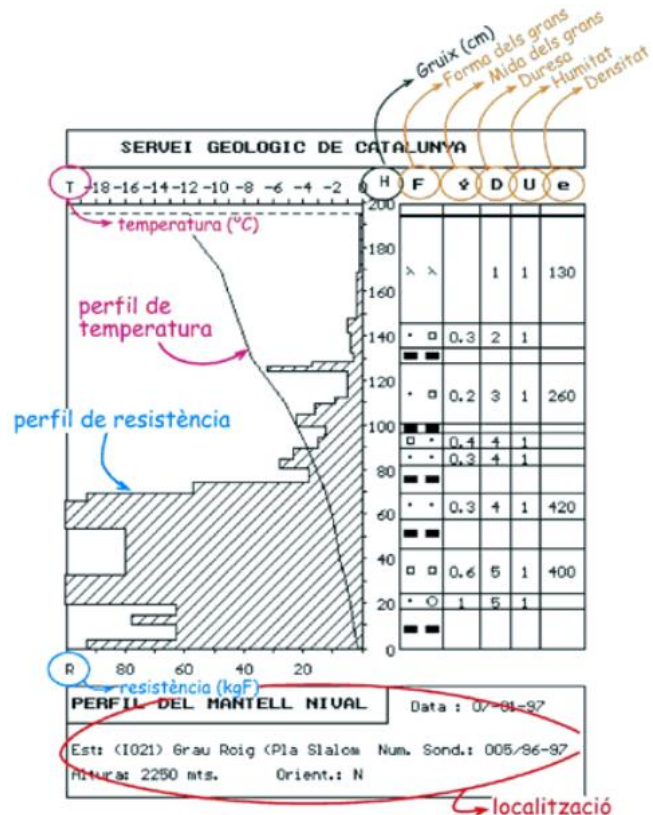 Gruix (cm)
Forma dels grans
Mida dels grans
Duresa
Humitat
Densitat
SERVEI GEOLOGIC DE CATALUNYA
T -18 -16 -14 -12 -10 -8 -6 -4 -2 0 H F D U e
200
temperatura (ºC)
180
1 1 130
160
perfil de
temperatura
140
0.3 2 1
120
0.2 3 1 260
perfil de resistència
100
0.4 4 1
0.3 4 1
80
0.3 4 1 420
60
40
0.6 5 1 400
20
1 5 1
0
R 80 60 40 20
resistència (kgF)
PERFIL DEL MANTELL NIVAL
Data : 07-01-97
Est: (I021) Grau Roig (Pla Slalom Num. Sond.: 005/96-97
Altura: 2250 mts. Orient.: N
localització